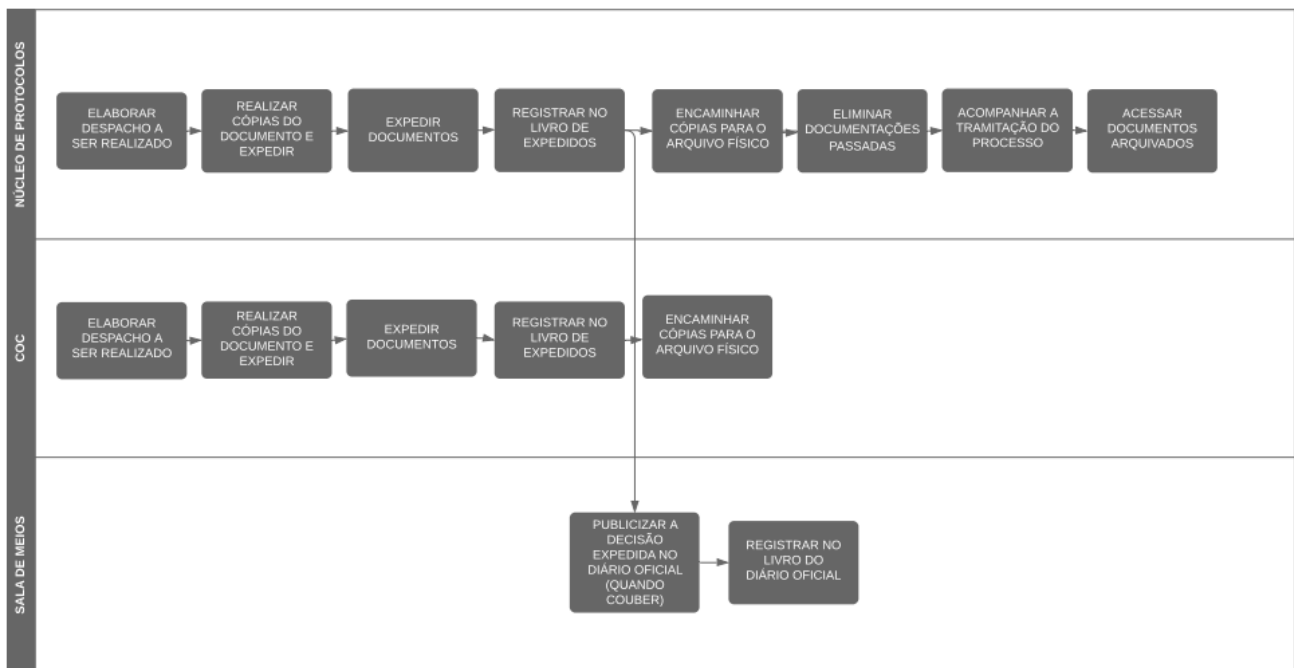 NÚCLEO DE PROTOCOLOS
ELABORAR
DESPACHO A
SER REALIZADO
REALIZAR
CÓPIAS DO
DOCUMENTO E
EXPEDIR
EXPEDIR
DOCUMENTOS
REGISTRAR NO
LIVRO DE
EXPEDIDOS
ENCAMINHAR
CÓPIAS PARA O
ARQUIVO FÍSICO
ELIMINAR
DOCUMENTAÇÕES
PASSADAS
ACOMPANHAR A
TRAMITAÇÃO DO
PROCESSO
ACESSAR
DOCUMENTOS
ARQUIVADOS
COC
ELABORAR
DESPACHO A
SER REALIZADO
REALIZAR
CÓPIAS DO
DOCUMENTO E
EXPEDIR
EXPEDIR
DOCUMENTOS
REGISTRAR NO
LIVRO DE
EXPEDIDOS
ENCAMINHAR
CÓPIAS PARA O
ARQUIVO FÍSICO
SALA DE MEIOS
PUBLICIZAR A
DECISÃO
EXPEDIDA NO
DIÁRIO OFICIAL
(QUANDO
COUBER)
REGISTRAR NO
LIVRO DO
DIÁRIO OFICIAL